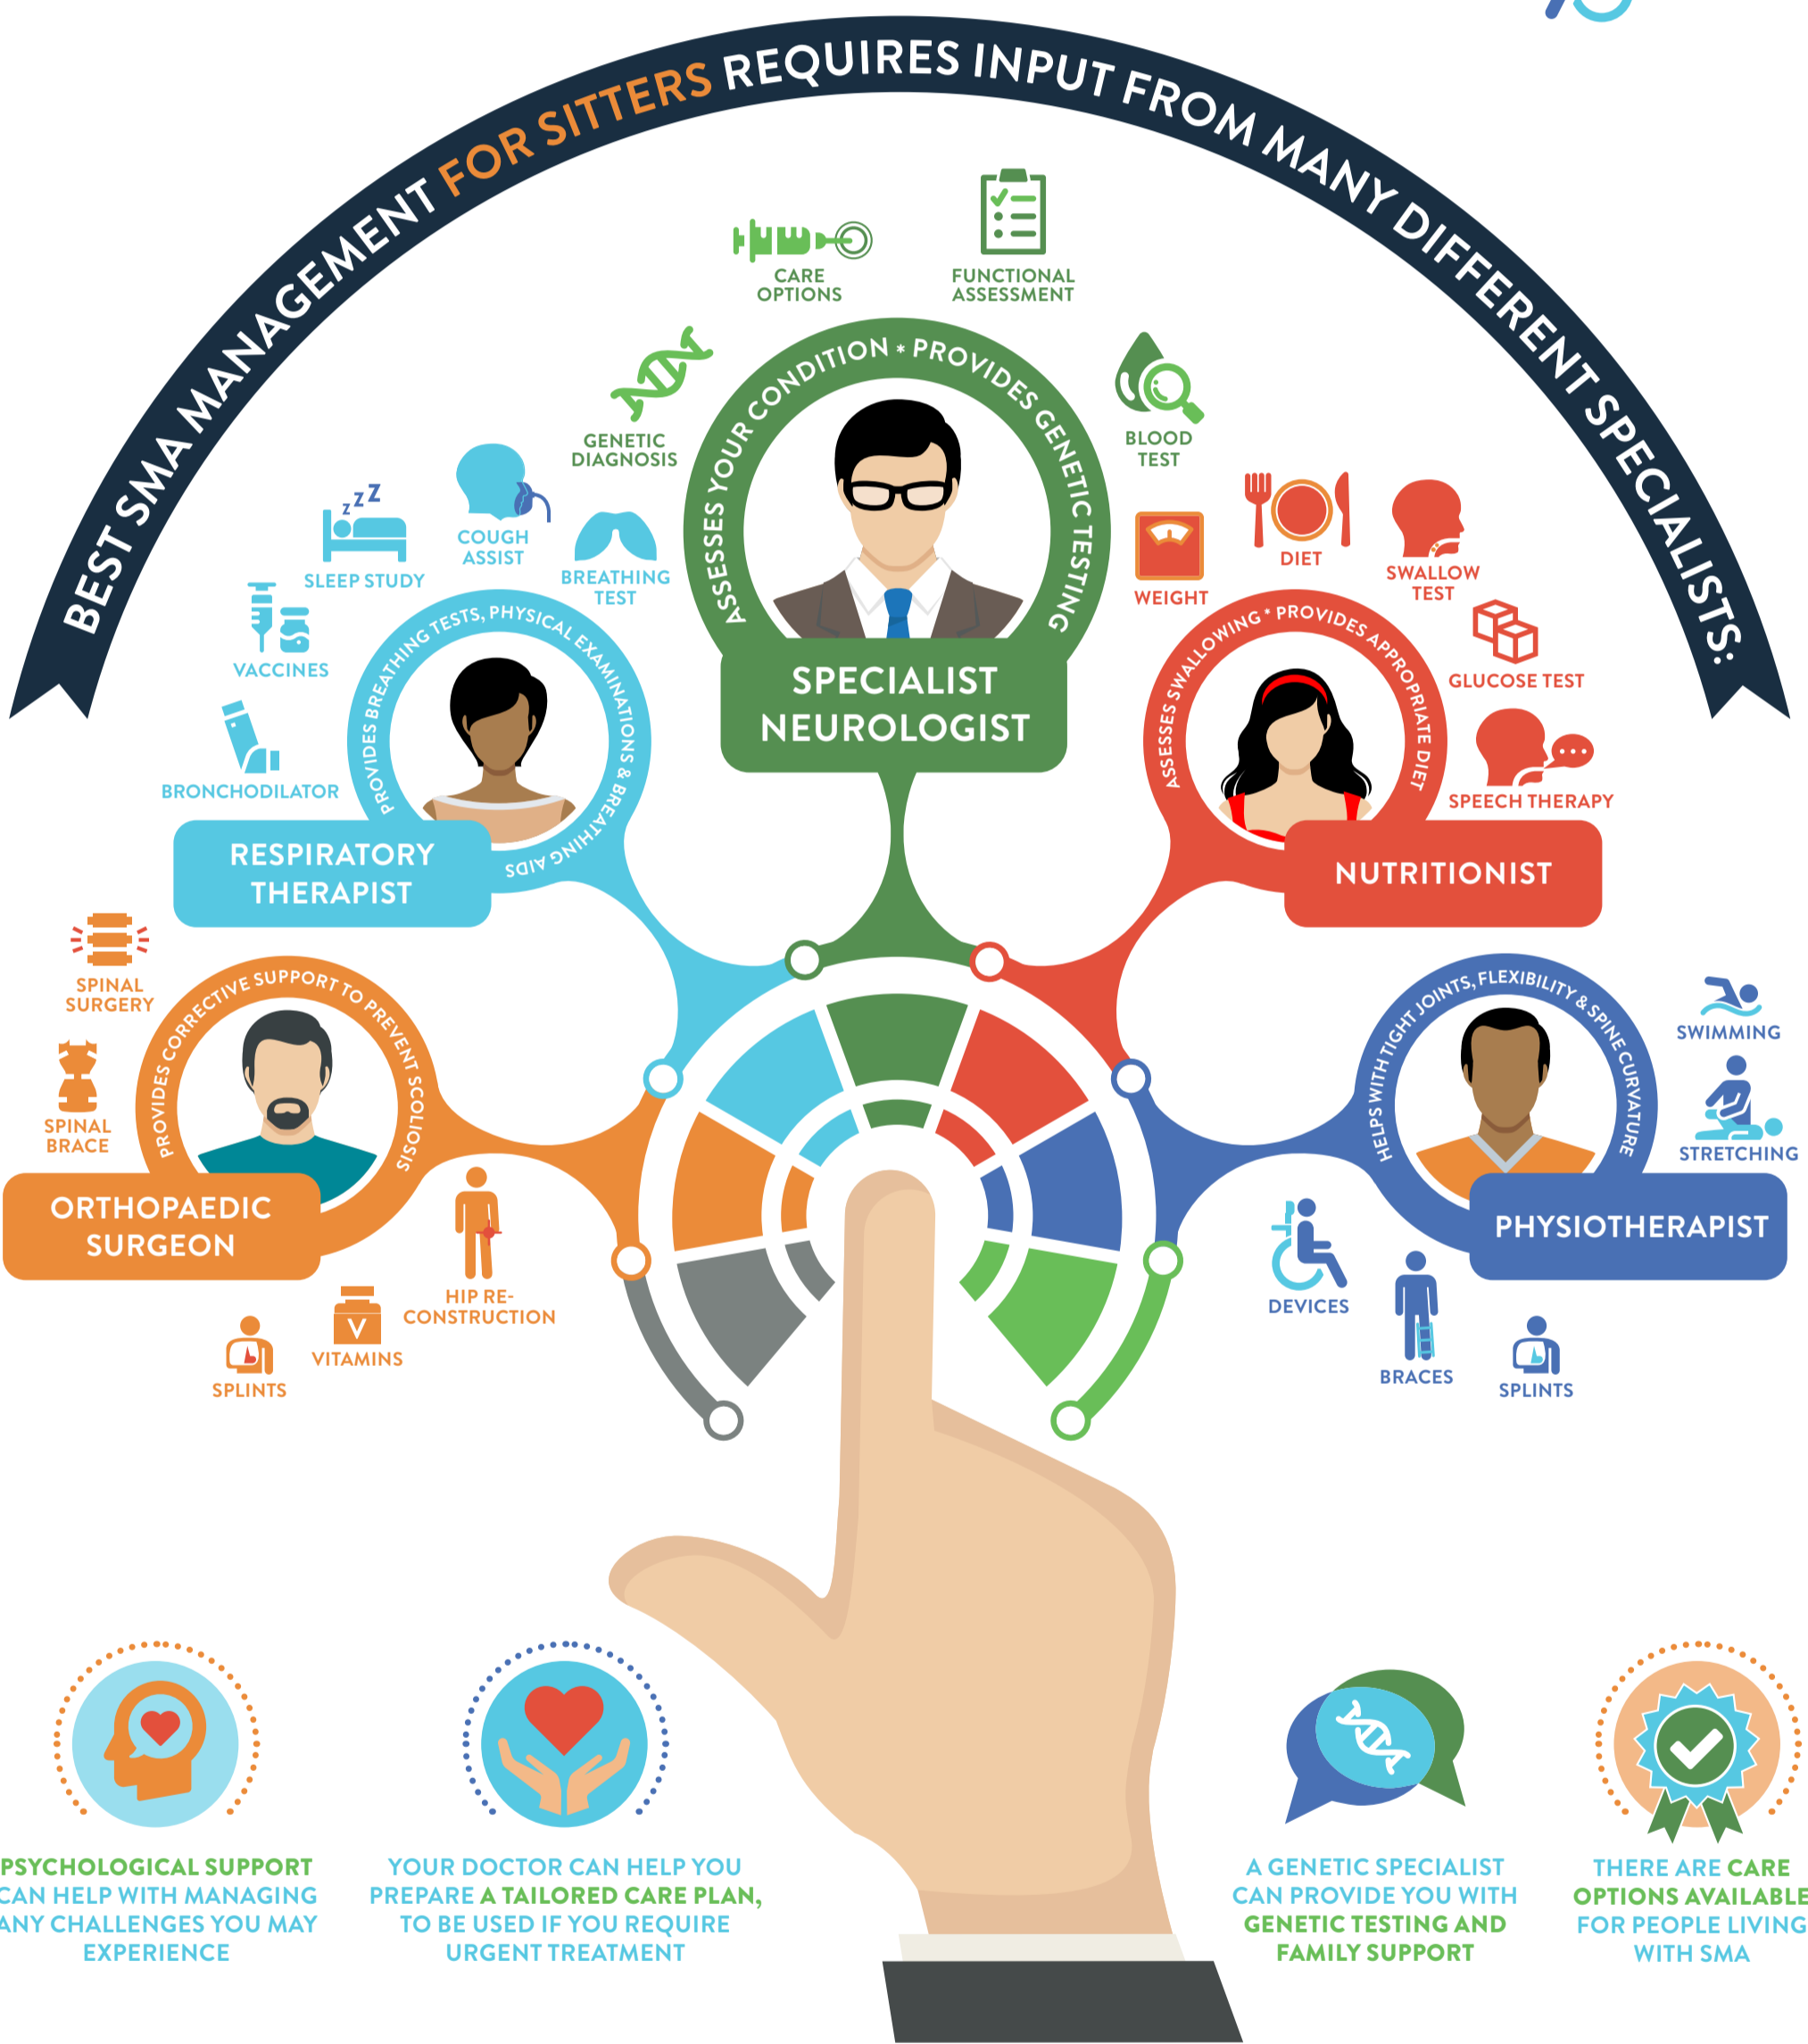 BEST SMA MANAGEMENT FOR SITTERS REQUIRES INPUT FROM MANY DIFFERENT SPECIALISTS:
CARE
OPTIONS
FUNCTIONAL
ASSESSMENT
GENETIC
DIAGNOSIS
BLOOD
TEST
ASSESSES YOUR CONDITION * PROVIDES GENETIC TESTING
SPECIALIST
NEUROLOGIST
zzZ
SLEEP STUDY
COUGH
ASSIST
BREATHING
TEST
VACCINES
BRONCHODILATOR
PROVIDES BREATHING TESTS, PHYSICAL EXAMINATIONS & BREATHING AIDS
RESPIRATORY
THERAPIST
WEIGHT
DIET
SWALLOW
TEST
GLUCOSE TEST
SPEECH THERAPY
ASSESSES SWALLOWING * PROVIDES APPROPRIATE DIET
NUTRITIONIST
SPINAL
SURGERY
SPINAL
BRACE
PROVIDES CORRECTIVE SUPPORT TO PREVENT SCOLIOSIS
ORTHOPAEDIC
SURGEON
HIP RE-
CONSTRUCTION
V
VITAMINS
SPLINTS
HELPS WITH TIGHT JOINTS, FLEXIBILITY & SPINE CURVATURE
PHYSIOTHERAPIST
SWIMMING
STRETCHING
DEVICES
BRACES
SPLINTS
PSYCHOLOGICAL SUPPORT
CAN HELP WITH MANAGING
ANY CHALLENGES YOU MAY
EXPERIENCE
YOUR DOCTOR CAN HELP YOU
PREPARE A TAILORED CARE PLAN,
TO BE USED IF YOU REQUIRE
URGENT TREATMENT
A GENETIC SPECIALIST
CAN PROVIDE YOU WITH
GENETIC TESTING AND
FAMILY SUPPORT
THERE ARE CARE
OPTIONS AVAILABLE
FOR PEOPLE LIVING
WITH SMA